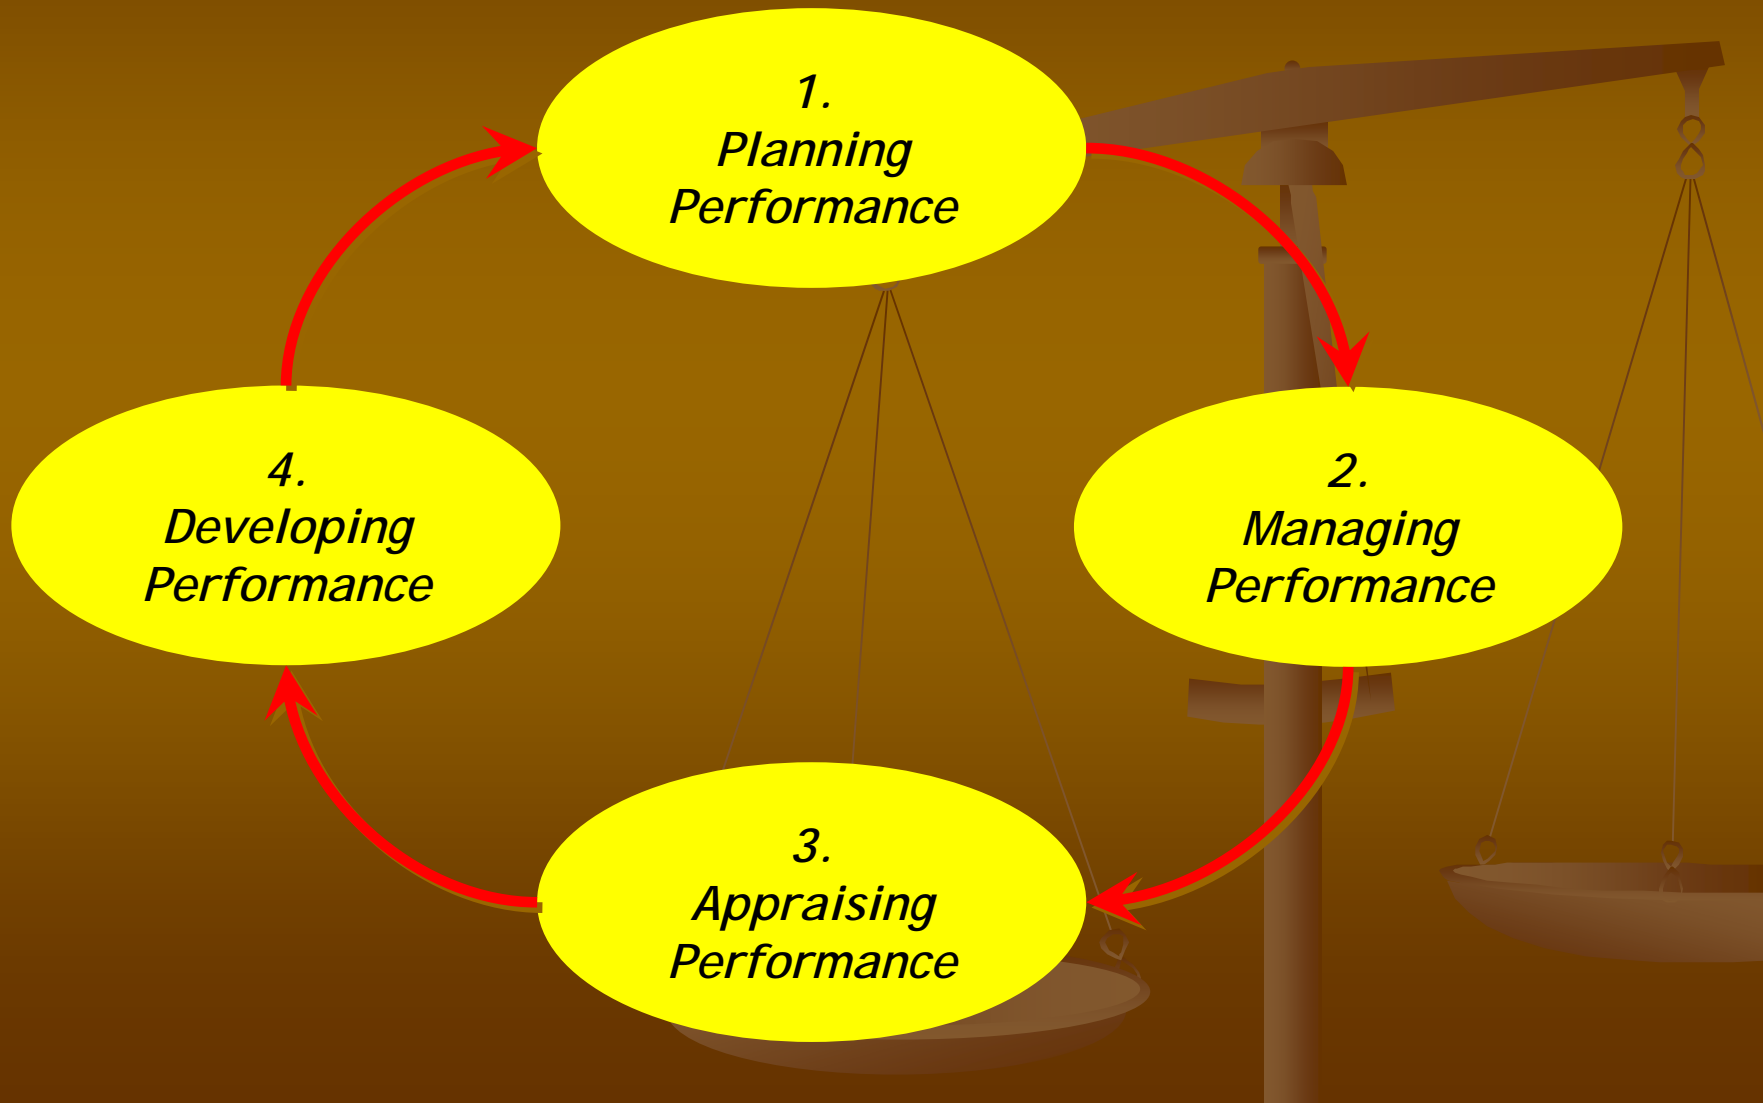 1.
Planning
Performance
2.
Managing
Performance
3.
Appraising
Performance
4.
Developing
Performance